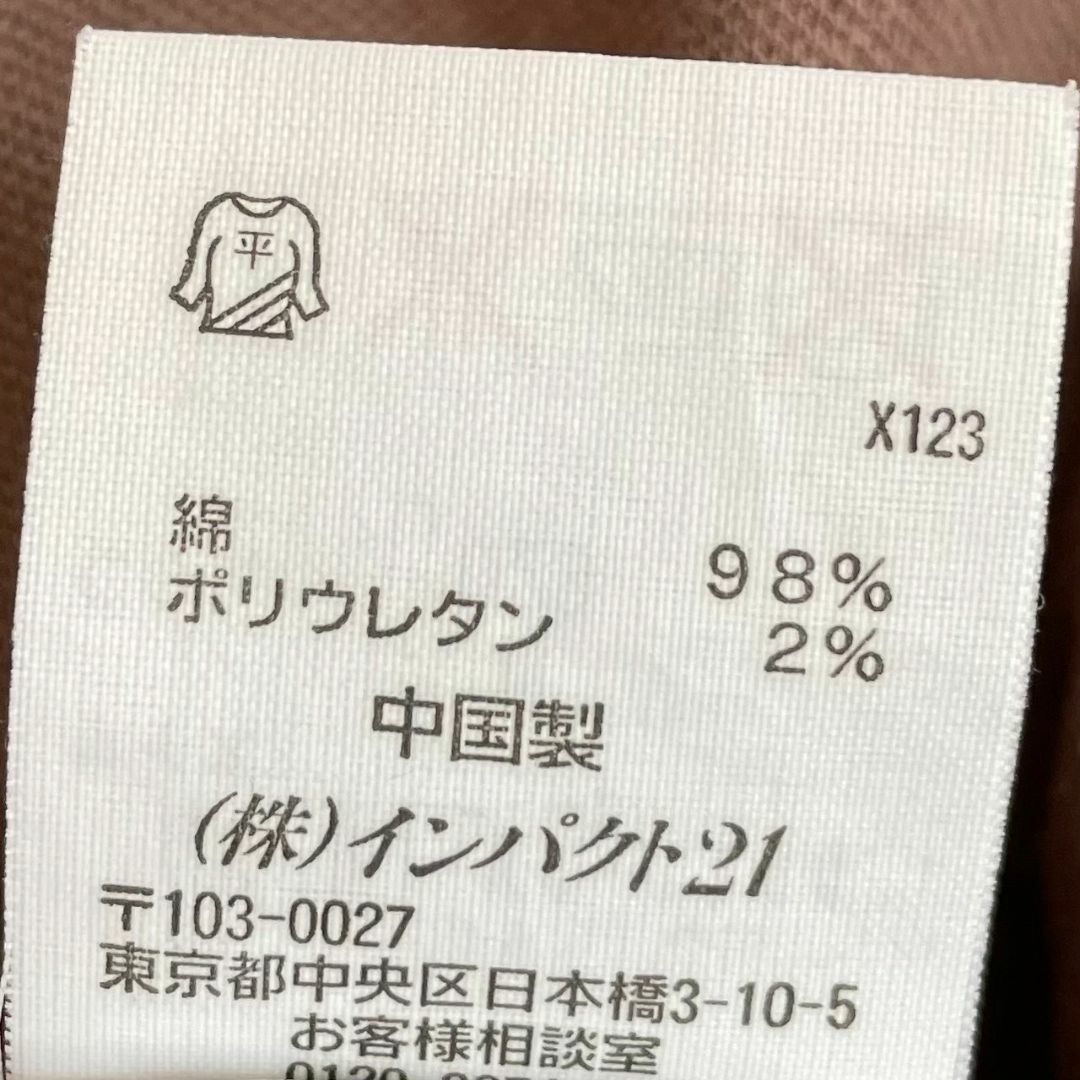 平
X123
綿 98%
ポリウレタン 2%
中国製
(株)インパクト21
〒103-0027
東京都中央区日本橋3-10-5
お客様相談室